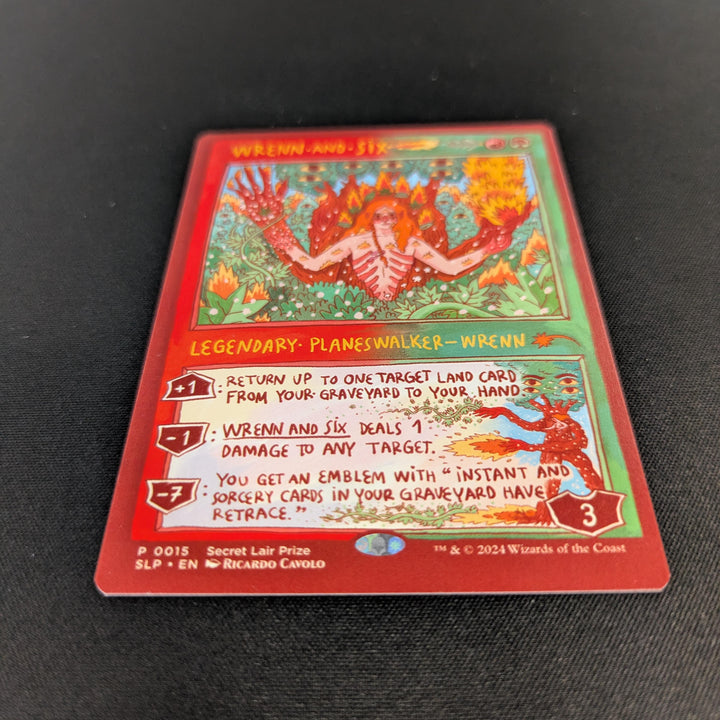 WRENN AND SIX
LEGENDARY · PLANESWALKER — WRENN
+1 : RETURN UP TO ONE TARGET LAND CARD
FROM YOUR GRAVEYARD TO YOUR HAND
-1 : WRENN AND SIX DEALS 1
DAMAGE TO ANY TARGET.
-7 : YOU GET AN EMBLEM WITH "INSTANT AND
SORCERY CARDS IN YOUR GRAVEYARD HAVE
RETRACE."
3
P 0015 Secret Lair Prize
SLP • EN RICARDO CAVOLO
™ & © 2024 Wizards of the Coast